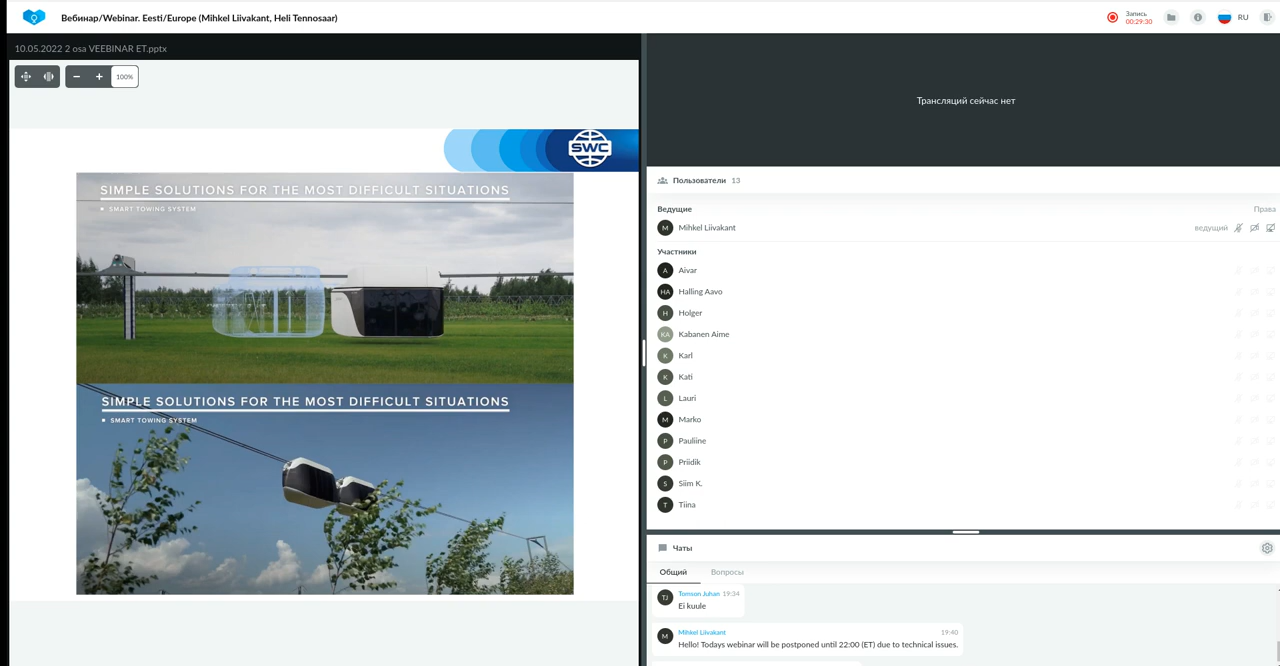 Вебинар/Webinar. Eesti/Europe (Mihkel Liivakant, Heli Tennosaar)
Запись
00:29:30
RU
10.05.2022 2 osa VEEBINAR ET.pptx
100%
SWC
SIMPLE SOLUTIONS FOR THE MOST DIFFICULT SITUATIONS
SMART TOWING SYSTEM
SIMPLE SOLUTIONS FOR THE MOST DIFFICULT SITUATIONS
SMART TOWING SYSTEM
Трансляций сейчас нет
Пользователи 13
Ведущие Права
M Mihkel Liivakant ведущий
Участники
A Aivar
HA Halling Aavo
H Holger
KA Kabanen Aime
K Karl
K Kati
L Lauri
M Marko
P Pauliine
P Priidik
S Siim K.
T Tiina
Чаты
Общий Вопросы
TJ Tomson Juhan 19:34
Ei kuule
M Mihkel Liivakant 19:40
Hello! Todays webinar will be postponed until 22:00 (ET) due to technical issues.